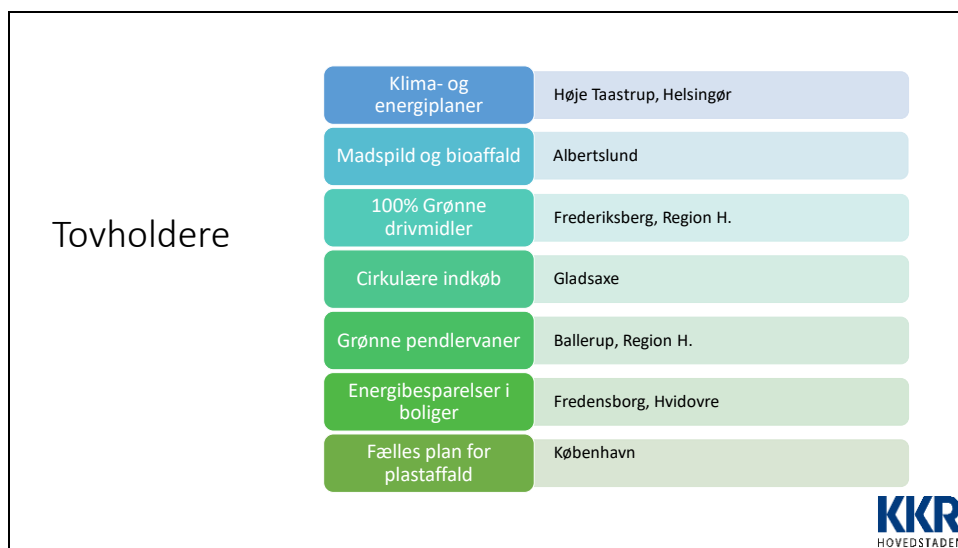 Tovholdere
Klima- og
energiplaner
Høje Taastrup, Helsingør
Madspild og bioaffald
Albertslund
100% Grønne
drivmidler
Frederiksberg, Region H.
Cirkulære indkøb
Gladsaxe
Grønne pendlervaner
Ballerup, Region H.
Energibesparelser i
boliger
Fredensborg, Hvidovre
Fælles plan for
plastaffald
København
KKR
HOVEDSTADEN